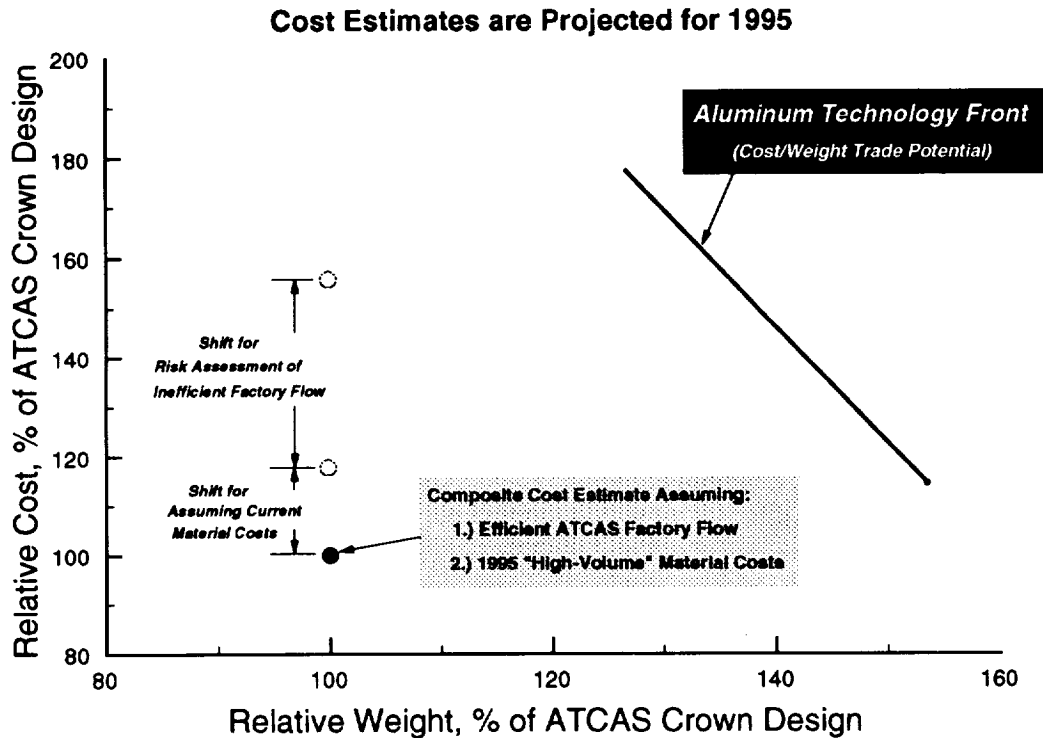 Cost Estimates are Projected for 1995
Relative Cost, % of ATCAS Crown Design
200
180
160
140
120
100
80
Aluminum Technology Front
(Cost/Weight Trade Potential)
Shift for
Risk Assessment of
Inefficient Factory Flow
Shift for
Assuming Current
Material Costs
Composite Cost Estimate Assuming:
1.) Efficient ATCAS Factory Flow
2.) 1995 "High-Volume" Material Costs
80 100 120 140 160
Relative Weight, % of ATCAS Crown Design